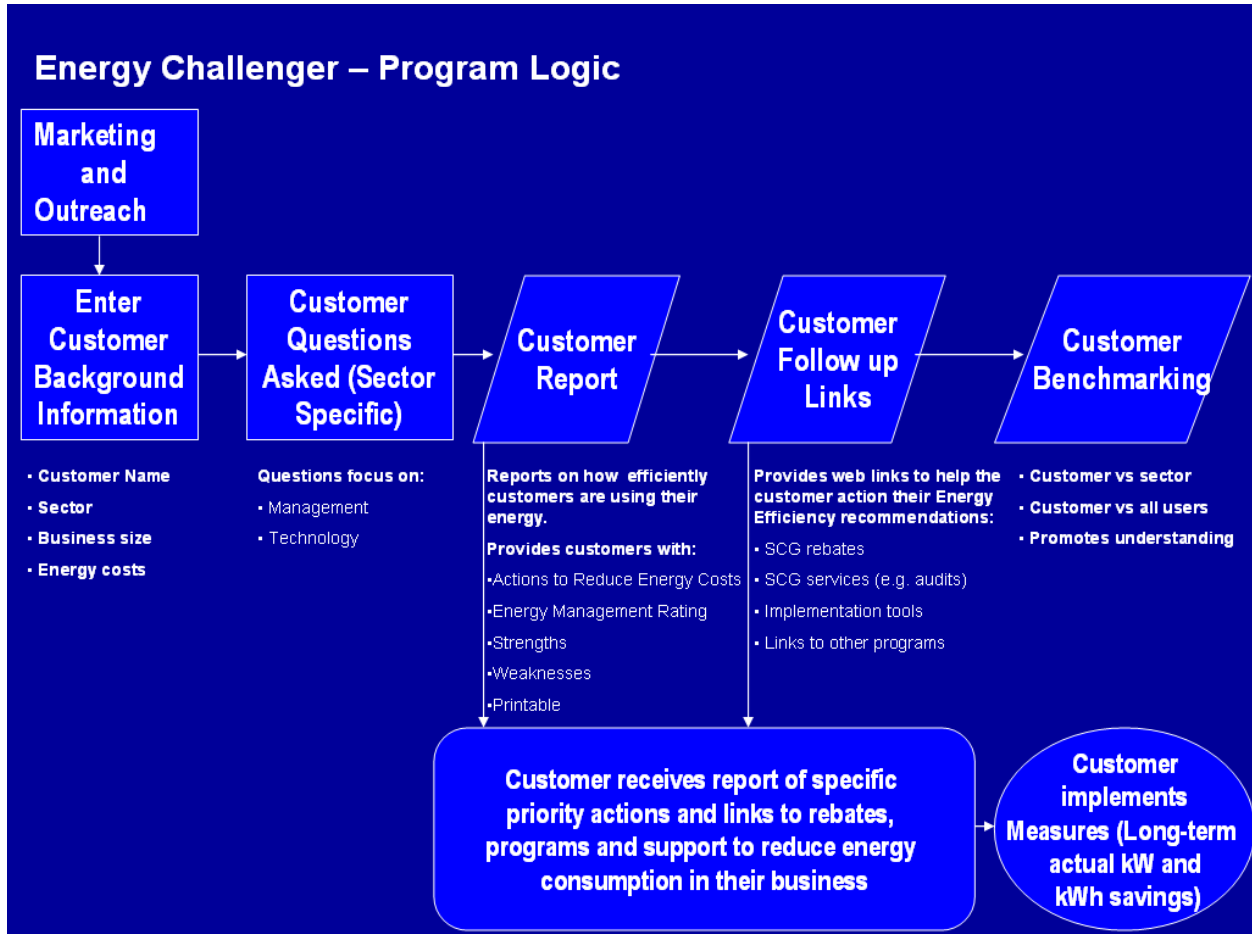 Energy Challenger – Program Logic
Marketing
and
Outreach
Enter
Customer
Background
Information
Customer
Questions
Asked (Sector
Specific)
Customer
Report
Customer
Follow up
Links
Customer
Benchmarking
▪ Customer Name
▪ Sector
▪ Business size
▪ Energy costs
Questions focus on:
▪ Management
▪ Technology
Reports on how efficiently
customers are using their
energy.
Provides customers with:
▪Actions to Reduce Energy Costs
▪Energy Management Rating
▪Strengths
▪Weaknesses
▪Printable
Provides web links to help the
customer action their Energy
Efficiency recommendations:
▪ SCG rebates
▪ SCG services (e.g. audits)
▪ Implementation tools
▪ Links to other programs
▪ Customer vs sector
▪ Customer vs all users
▪ Promotes understanding
Customer receives report of specific
priority actions and links to rebates,
programs and support to reduce energy
consumption in their business
Customer
implements
Measures (Long-term
actual kW and
kWh savings)